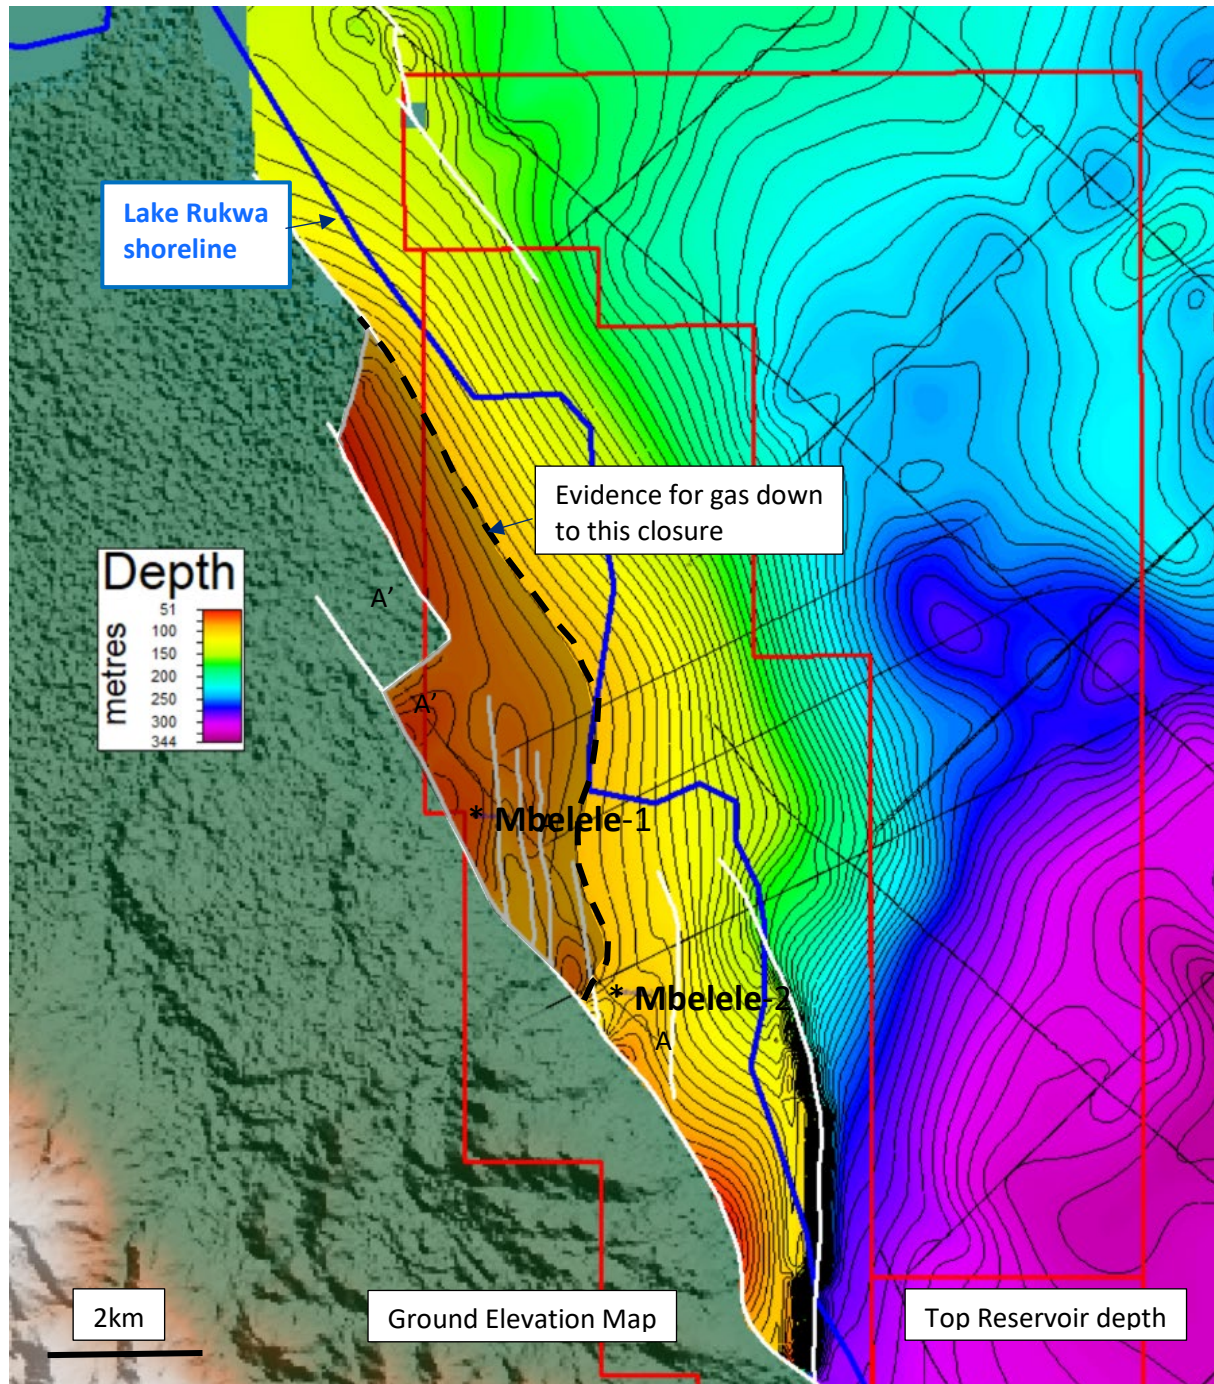 Lake Rukwa
shoreline
Evidence for gas down
to this closure
Depth
metres
51
100
150
200
250
300
344
A’
A’
* Mbelele-1
* Mbelele-2
A
2km
Ground Elevation Map
Top Reservoir depth